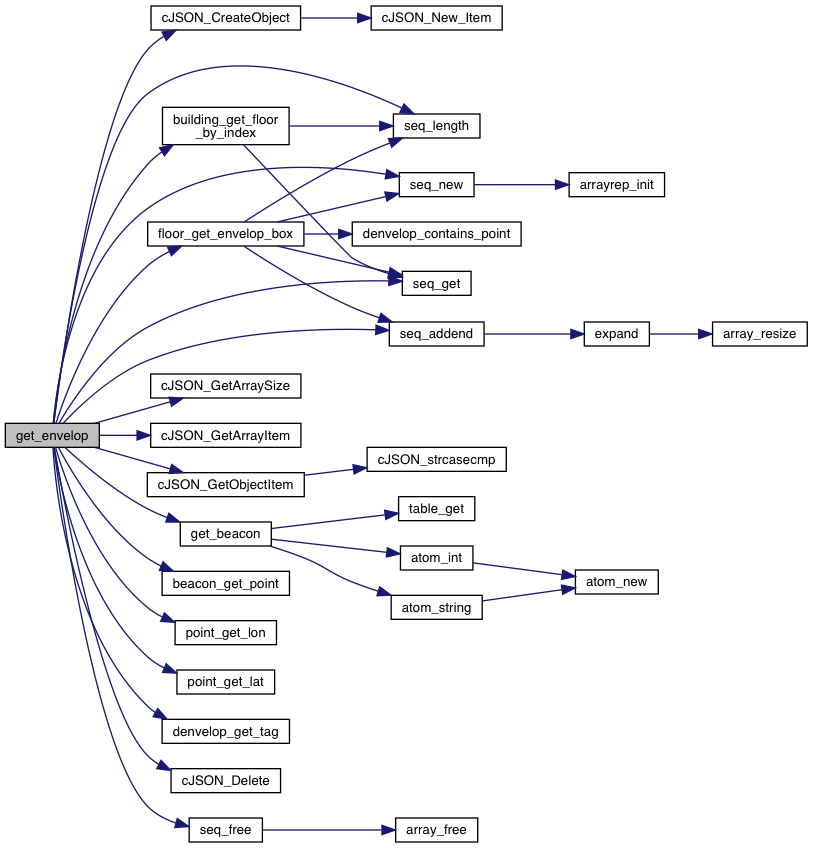 cJSON_CreateObject
cJSON_New_Item
building_get_floor
_by_index
seq_length
seq_new
arrayrep_init
floor_get_envelop_box
denvelop_contains_point
seq_get
seq_addend
expand
array_resize
cJSON_GetArraySize
get_envelop
cJSON_GetArrayItem
cJSON_GetObjectItem
cJSON_strcasecmp
get_beacon
table_get
atom_int
atom_new
beacon_get_point
atom_string
point_get_lon
point_get_lat
denvelop_get_tag
cJSON_Delete
seq_free
array_free